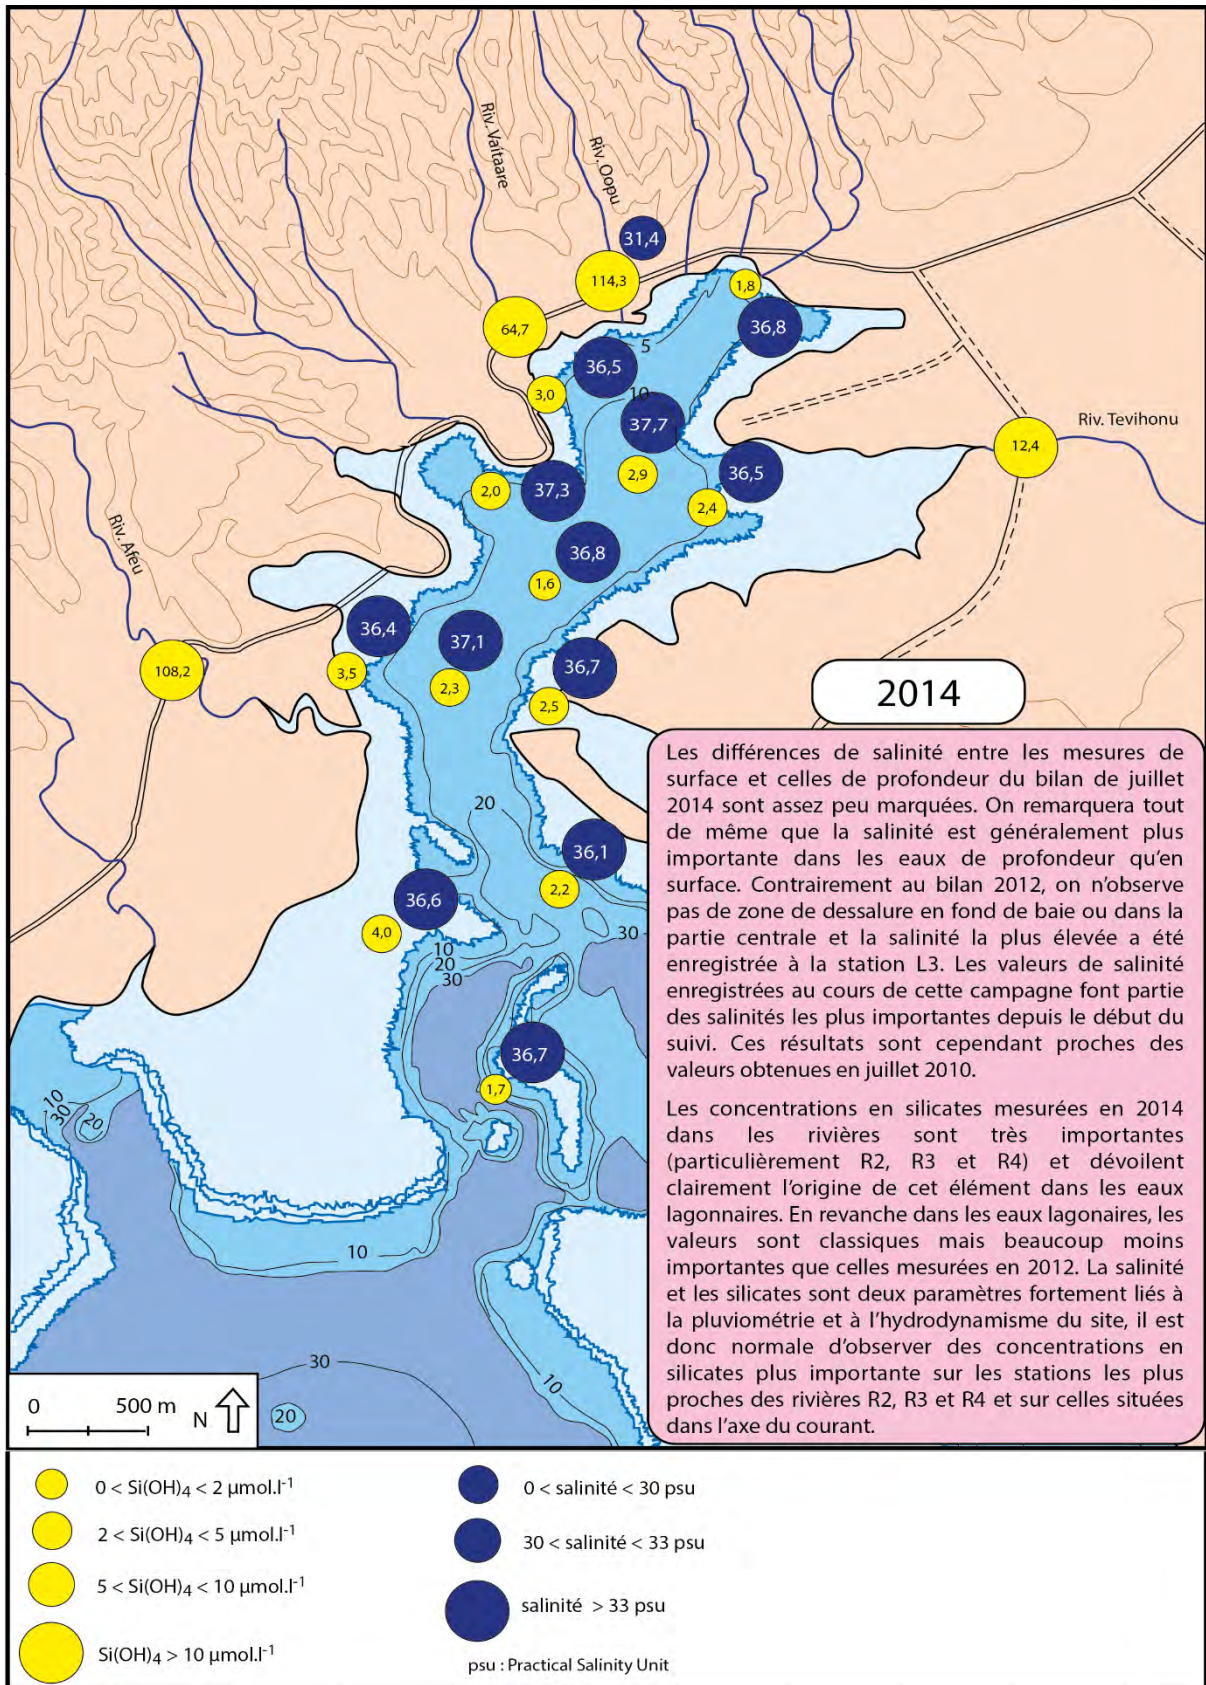 Riv. Vaitaare
Riv. Oopu
31,4
114,3
1,8
64,7
36,8
5
36,5
3,0
10
37,7
Riv. Tevihonu
12,4
36,5
2,9
2,0
37,3
2,4
Riv. Afeu
36,8
1,6
36,4
37,1
36,7
108,2
3,5
2,3
2,5
2014
Les différences de salinité entre les mesures de
surface et celles de profondeur du bilan de juillet
2014 sont assez peu marquées. On remarquera tout
de même que la salinité est généralement plus
importante dans les eaux de profondeur qu'en
surface. Contrairement au bilan 2012, on n'observe
pas de zone de dessalure en fond de baie ou dans la
partie centrale et la salinité la plus élevée a été
enregistrée à la station L3. Les valeurs de salinité
enregistrées au cours de cette campagne font partie
des salinités les plus importantes depuis le début du
suivi. Ces résultats sont cependant proches des
valeurs obtenues en juillet 2010.
Les concentrations en silicates mesurées en 2014
dans les rivières sont très importantes
(particulièrement R2, R3 et R4) et dévoilent
clairement l'origine de cet élément dans les eaux
lagonnaires. En revanche dans les eaux lagonaires, les
valeurs sont classiques mais beaucoup moins
importantes que celles mesurées en 2012. La salinité
et les silicates sont deux paramètres fortement liés à
la pluviométrie et à l'hydrodynamisme du site, il est
donc normale d'observer des concentrations en
silicates plus importante sur les stations les plus
proches des rivières R2, R3 et R4 et sur celles situées
dans l'axe du courant.
20
36,1
2,2
36,6
4,0
30
10
20
30
36,7
1,7
10
30
20
10
30
10
20
0 500 m N
0 < Si(OH)4 < 2 µmol.l-1
2 < Si(OH)4 < 5 µmol.l-1
5 < Si(OH)4 < 10 µmol.l-1
Si(OH)4 > 10 µmol.l-1
0 < salinité < 30 psu
30 < salinité < 33 psu
salinité > 33 psu
psu : Practical Salinity Unit